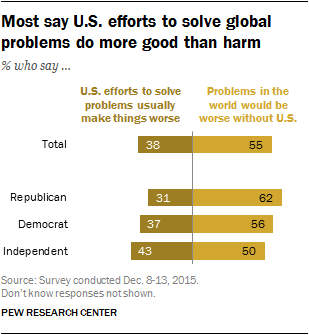 Most say U.S. efforts to solve global
problems do more good than harm
% who say ...
U.S. efforts to solve
problems usually
make things worse
Problems in the
world would be
worse without U.S.
Total 38 55
Republican 31 62
Democrat 37 56
Independent 43 50
Source: Survey conducted Dec. 8-13, 2015.
Don't know responses not shown.
PEW RESEARCH CENTER